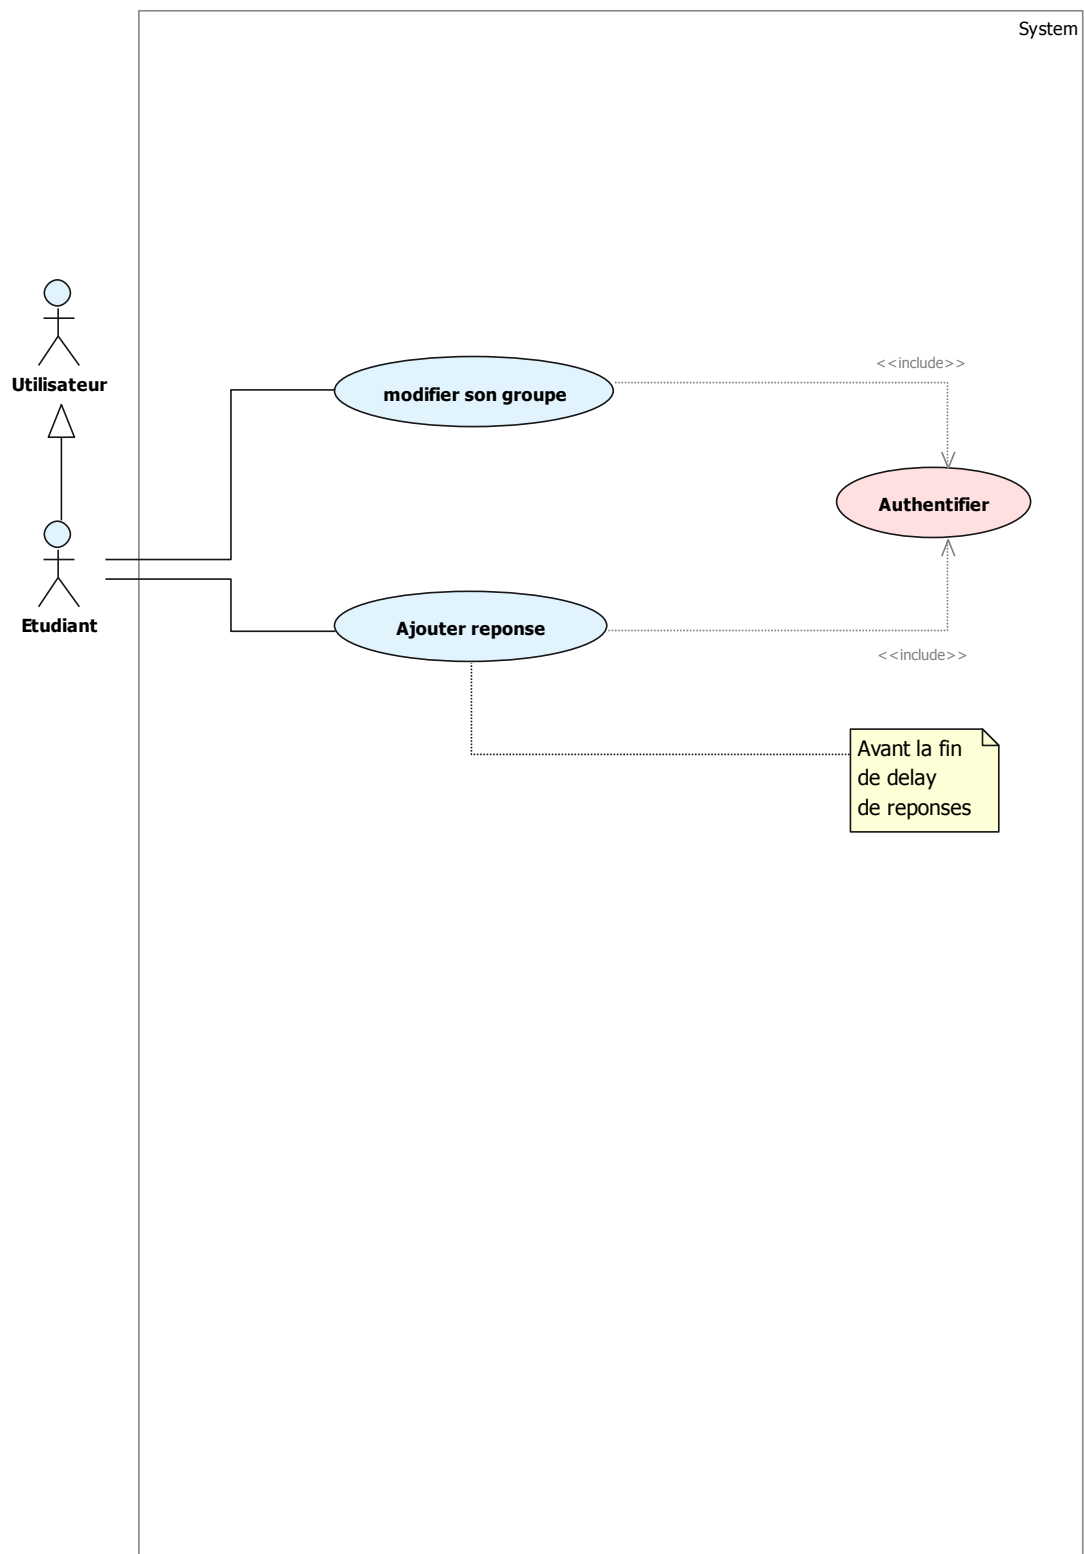 System
Utilisateur
<<include>>
modifier son groupe
Authentifier
Etudiant
Ajouter reponse
<<include>>
Avant la fin
de delay
de reponses